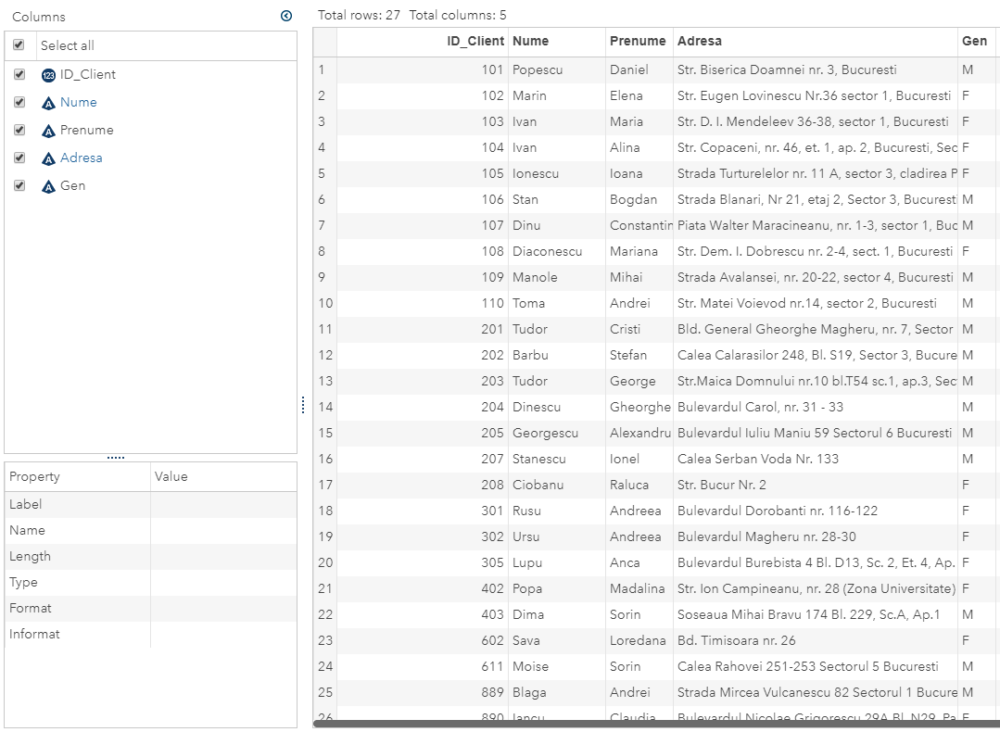 Columns
Select all
ID_Client
Nume
Prenume
Adresa
Gen
Property Value
Label
Name
Length
Type
Format
Informat
Total rows: 27 Total columns: 5
ID_Client Nume Prenume Adresa Gen
1 101 Popescu Daniel Str. Biserica Doamnei nr. 3, Bucuresti M
2 102 Marin Elena Str. Eugen Lovinescu Nr.36 sector 1, Bucuresti F
3 103 Ivan Maria Str. D. I. Mendeleev 36-38, sector 1, Bucuresti F
4 104 Ivan Alina Str. Copaceni, nr. 46, et. 1, ap. 2, Bucuresti, Sec F
5 105 Ionescu Ioana Strada Turturelelor nr. 11 A, sector 3, cladirea P F
6 106 Stan Bogdan Strada Blanari, Nr 21, etaj 2, Sector 3, Bucuresti M
7 107 Dinu Constantin Piata Walter Maracineanu, nr. 1-3, sector 1, Buc M
8 108 Diaconescu Mariana Str. Dem. I. Dobrescu nr. 2-4, sect. 1, Bucuresti F
9 109 Manole Mihai Strada Avalansei, nr. 20-22, sector 4, Bucuresti M
10 110 Toma Andrei Str. Matei Voievod nr.14, sector 2, Bucuresti M
11 201 Tudor Cristi Bld. General Gheorghe Magheru, nr. 7, Sector M
12 202 Barbu Stefan Calea Calarasilor 248, Bl. S19, Sector 3, Bucure M
13 203 Tudor George Str.Maica Domnului nr.10 bl.T54 sc.1, ap.3, Sec M
14 204 Dinescu Gheorghe Bulevardul Carol, nr. 31 - 33 M
15 205 Georgescu Alexandru Bulevardul Iuliu Maniu 59 Sectorul 6 Bucuresti M
16 207 Stanescu Ionel Calea Serban Voda Nr. 133 M
17 208 Ciobanu Raluca Str. Bucur Nr. 2 F
18 301 Rusu Andreea Bulevardul Dorobanti nr. 116-122 F
19 302 Ursu Andreea Bulevardul Magheru nr. 28-30 F
20 305 Lupu Anca Bulevardul Burebista 4 Bl. D13, Sc. 2, Et. 4, Ap. F
21 402 Popa Madalina Str. Ion Campineanu, nr. 28 (Zona Universitate) F
22 403 Dima Sorin Soseaua Mihai Bravu 174 Bl. 229, Sc.A, Ap.1 M
23 602 Sava Loredana Bd. Timisoara nr. 26 F
24 611 Moise Sorin Calea Rahovei 251-253 Sectorul 5 Bucuresti M
25 889 Blaga Andrei Strada Mircea Vulcanescu 82 Sectorul 1 Bucure M
26 890 Iancu Claudia Bulevardul Nicolae Grigorescu 29A Bl. N29, Pa F